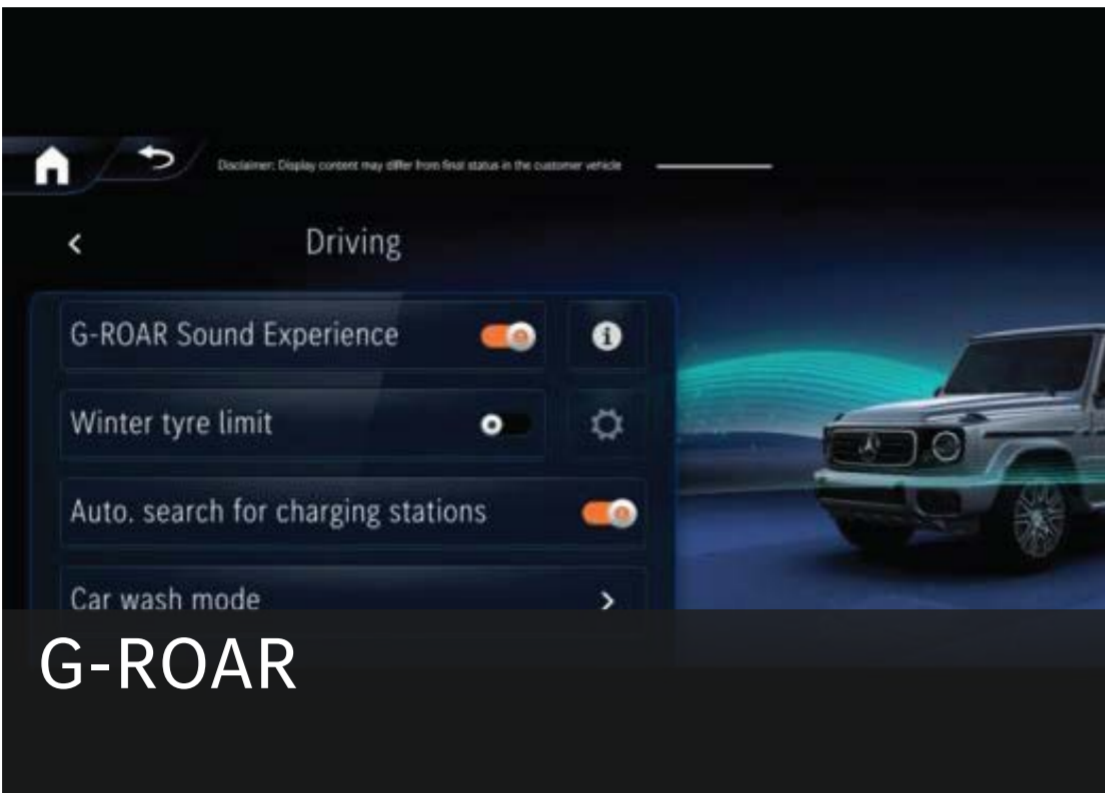 Disclaimer: Display content may differ from final status in the customer vehicle
Driving
G-ROAR Sound Experience
Winter tyre limit
Auto. search for charging stations
Car wash mode
G-ROAR